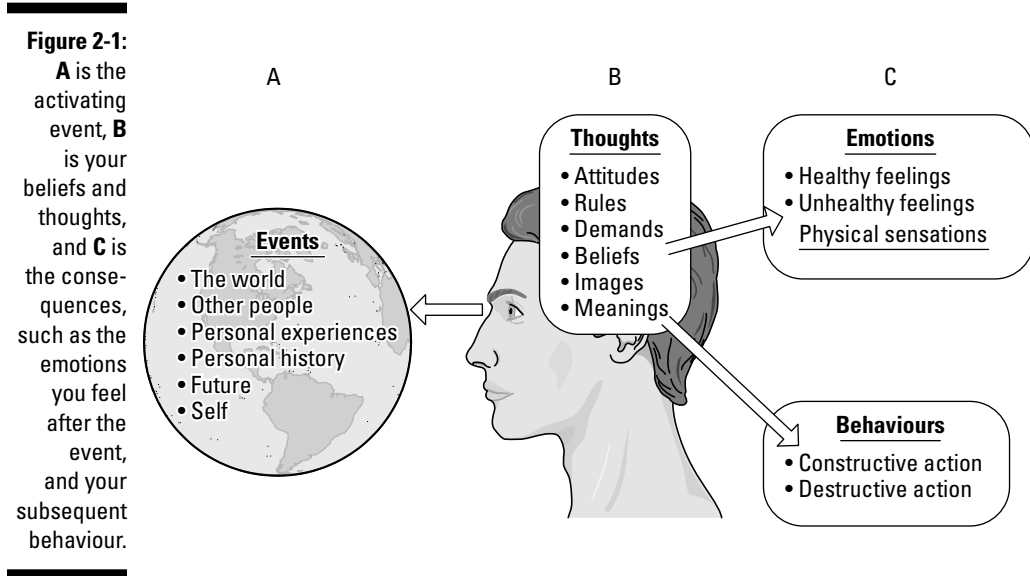 Figure 2-1:
A is the
activating
event, B
is your
beliefs and
thoughts,
and C is
the conse-
quences,
such as the
emotions
you feel
after the
event,
and your
subsequent
behaviour.
A
Events
• The world
• Other people
• Personal experiences
• Personal history
• Future
• Self
B
Thoughts
• Attitudes
• Rules
• Demands
• Beliefs
• Images
• Meanings
C
Emotions
• Healthy feelings
• Unhealthy feelings
Physical sensations
Behaviours
• Constructive action
• Destructive action